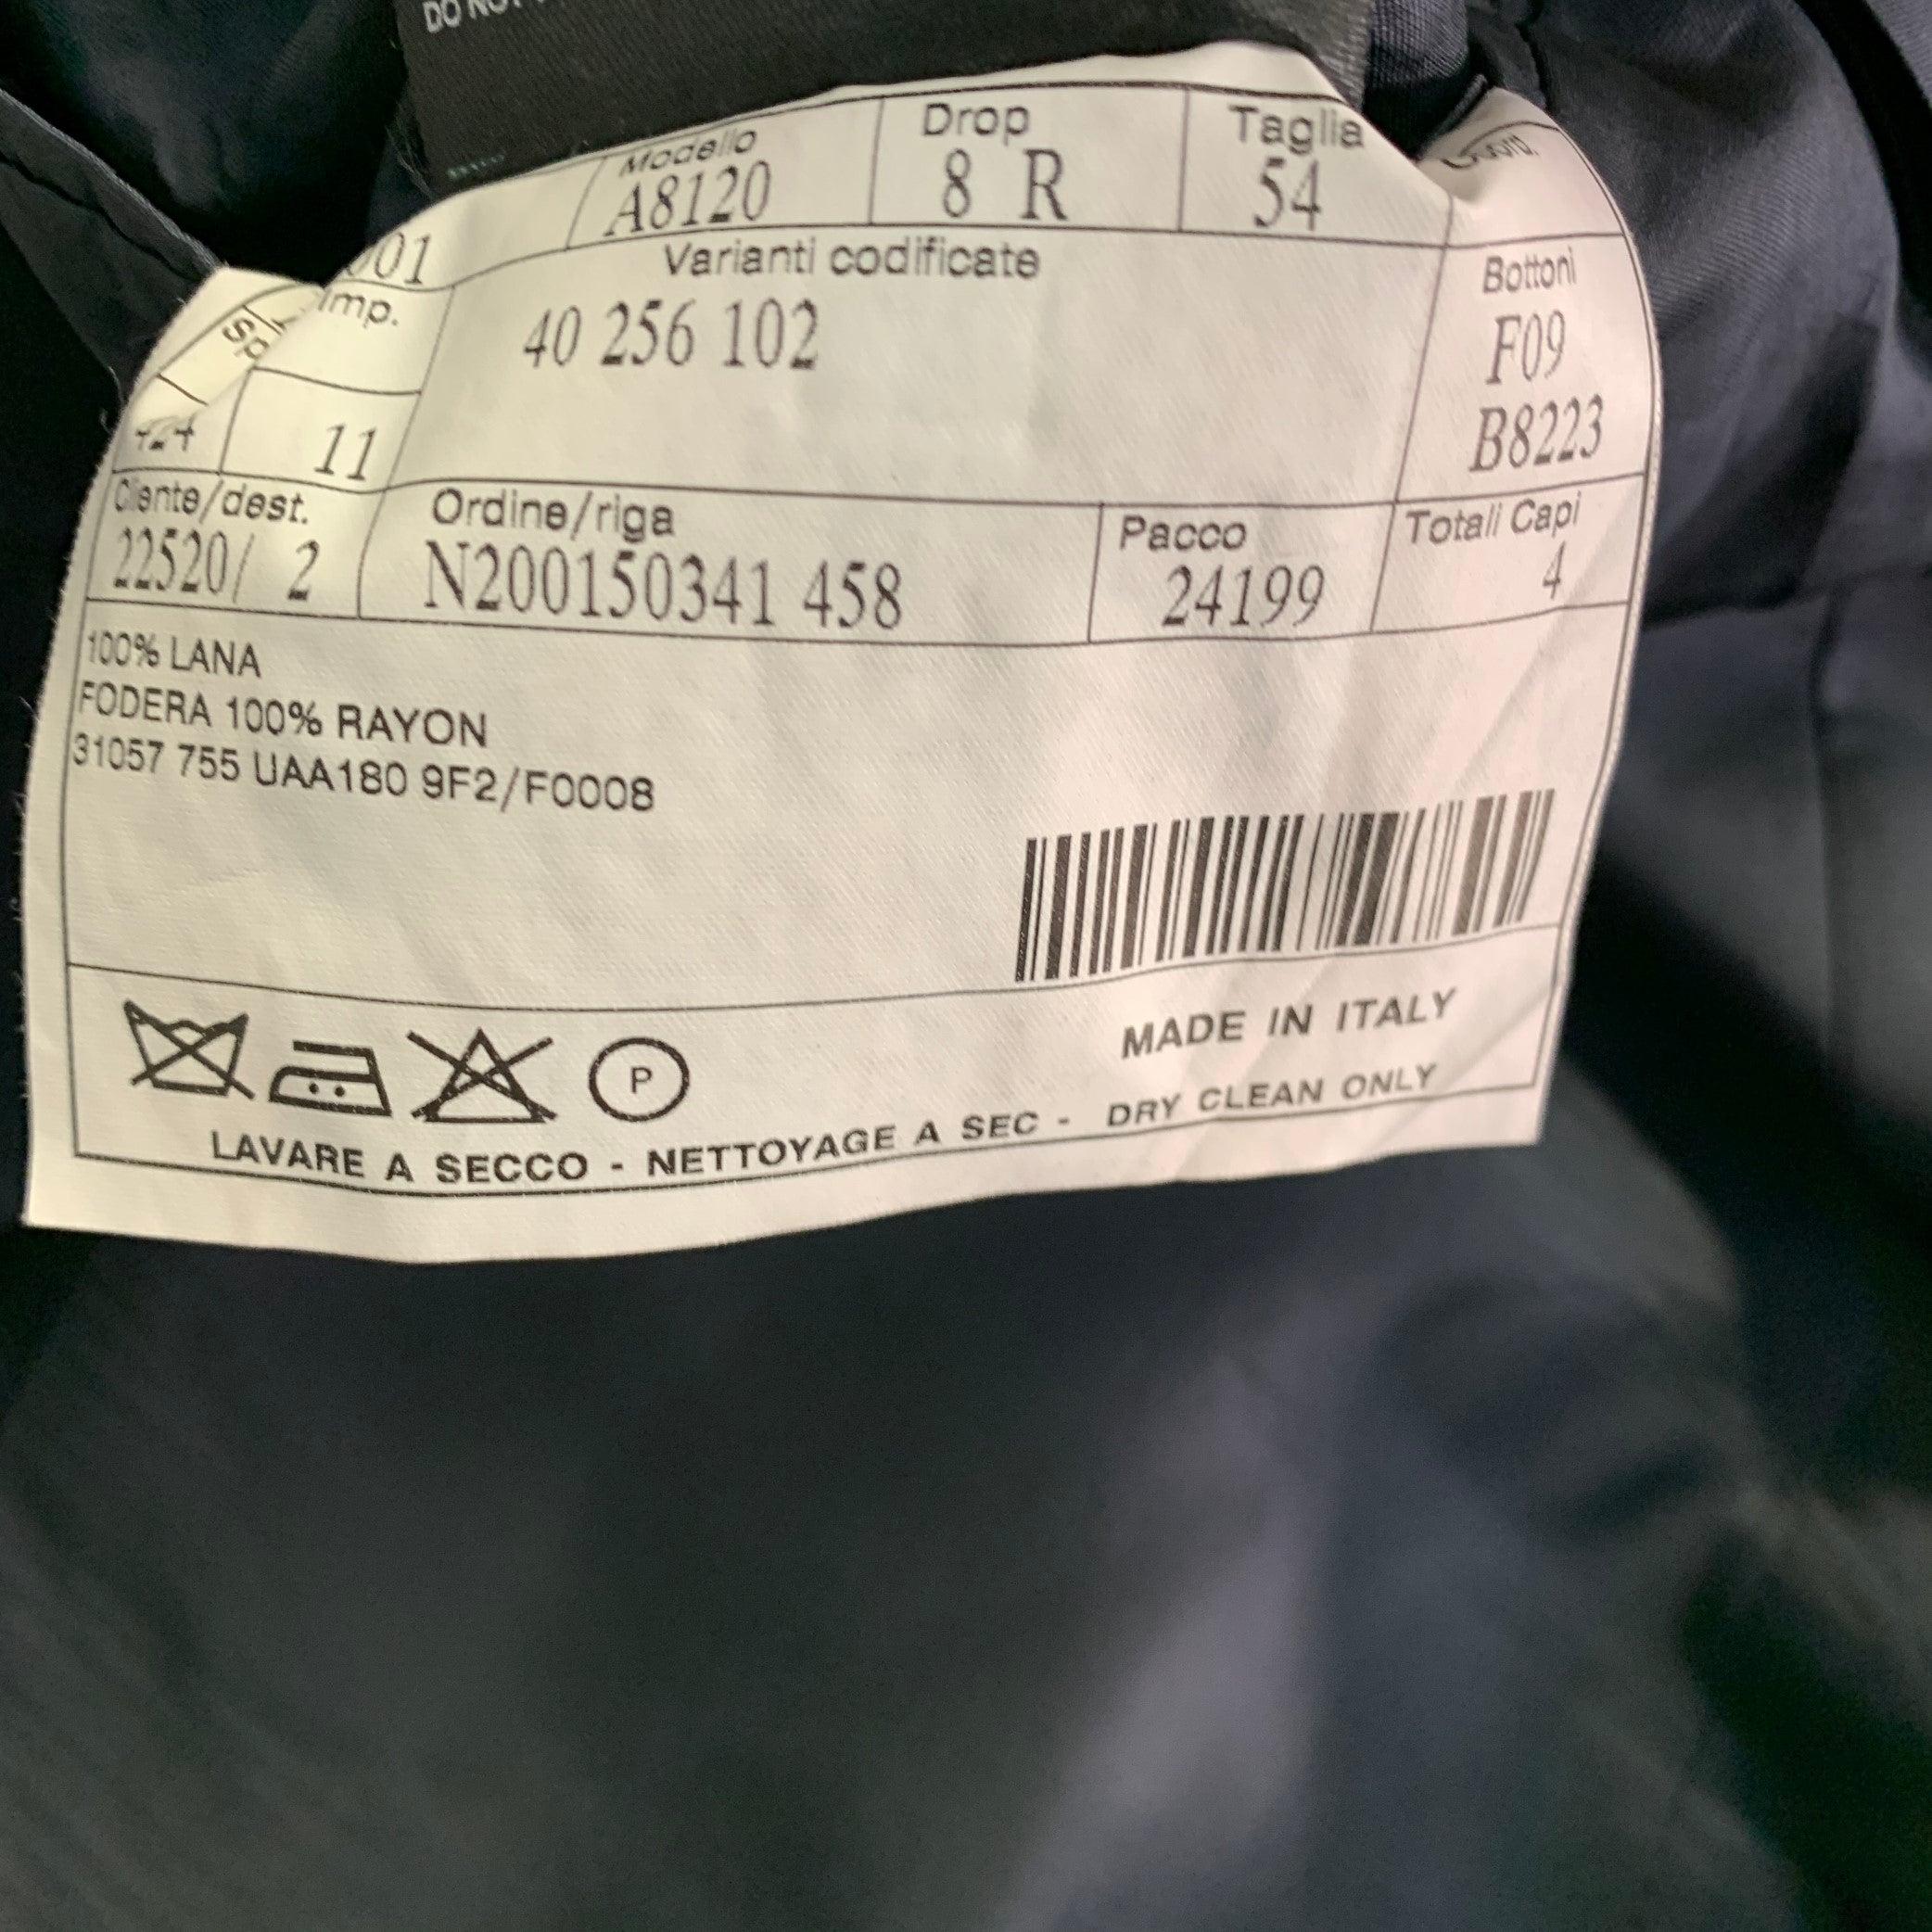 DO NOT
Modello
Drop
Taglia
A8120
8 R
54
Varianti codificate
Bottoni
Imp.
40 256 102
F09
B8223
11
Cliente/dest.
Ordine/riga
Pacco
Totali Capi
22520/ 2
N200150341 458
24199
4
100% LANA
FODERA 100% RAYON
31057 755 UAA180 9F2/F0008
P
MADE IN ITALY
LAVARE A SECCO - NETTOYAGE A SEC - DRY CLEAN ONLY